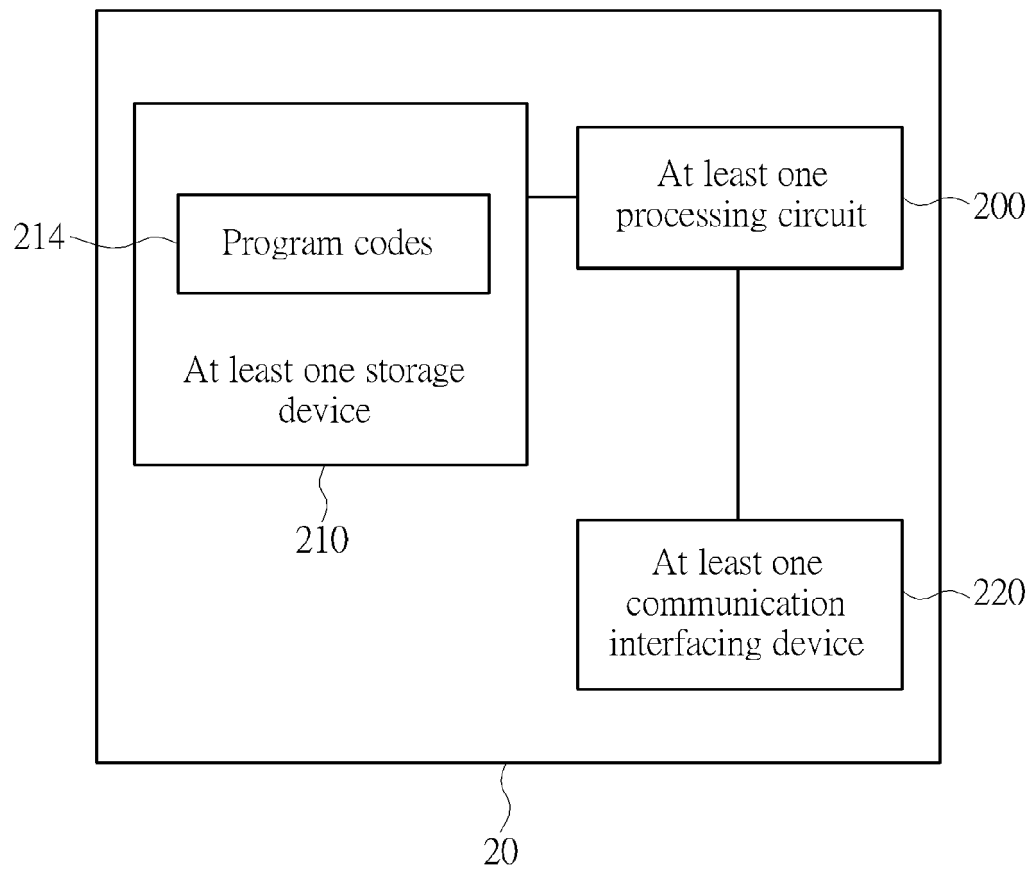 At least one
processing circuit
200
214
Program codes
At least one storage
device
210
At least one
communication
interfacing device
220
20